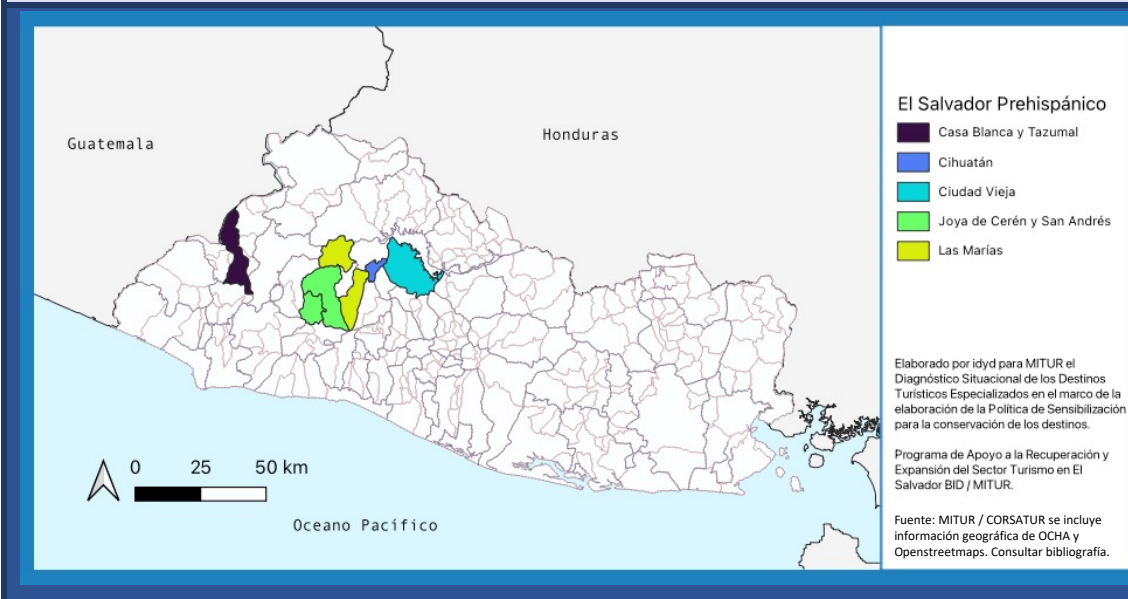 Guatemala
Honduras
0 25 50 km
Oceano Pacífico
El Salvador Prehispánico
Casa Blanca y Tazumal
Cihuatán
Ciudad Vieja
Joya de Cerén y San Andrés
Las Marías
Elaborado por idyd para MITUR el
Diagnóstico Situacional de los Destinos
Turísticos Especializados en el marco de la
elaboración de la Política de Sensibilización
para la conservación de los destinos.
Programa de Apoyo a la Recuperación y
Expansión del Sector Turismo en El
Salvador BID / MITUR.
Fuente: MITUR / CORSATUR se incluye
información geográfica de OCHA y
Openstreetmaps. Consultar bibliografía.